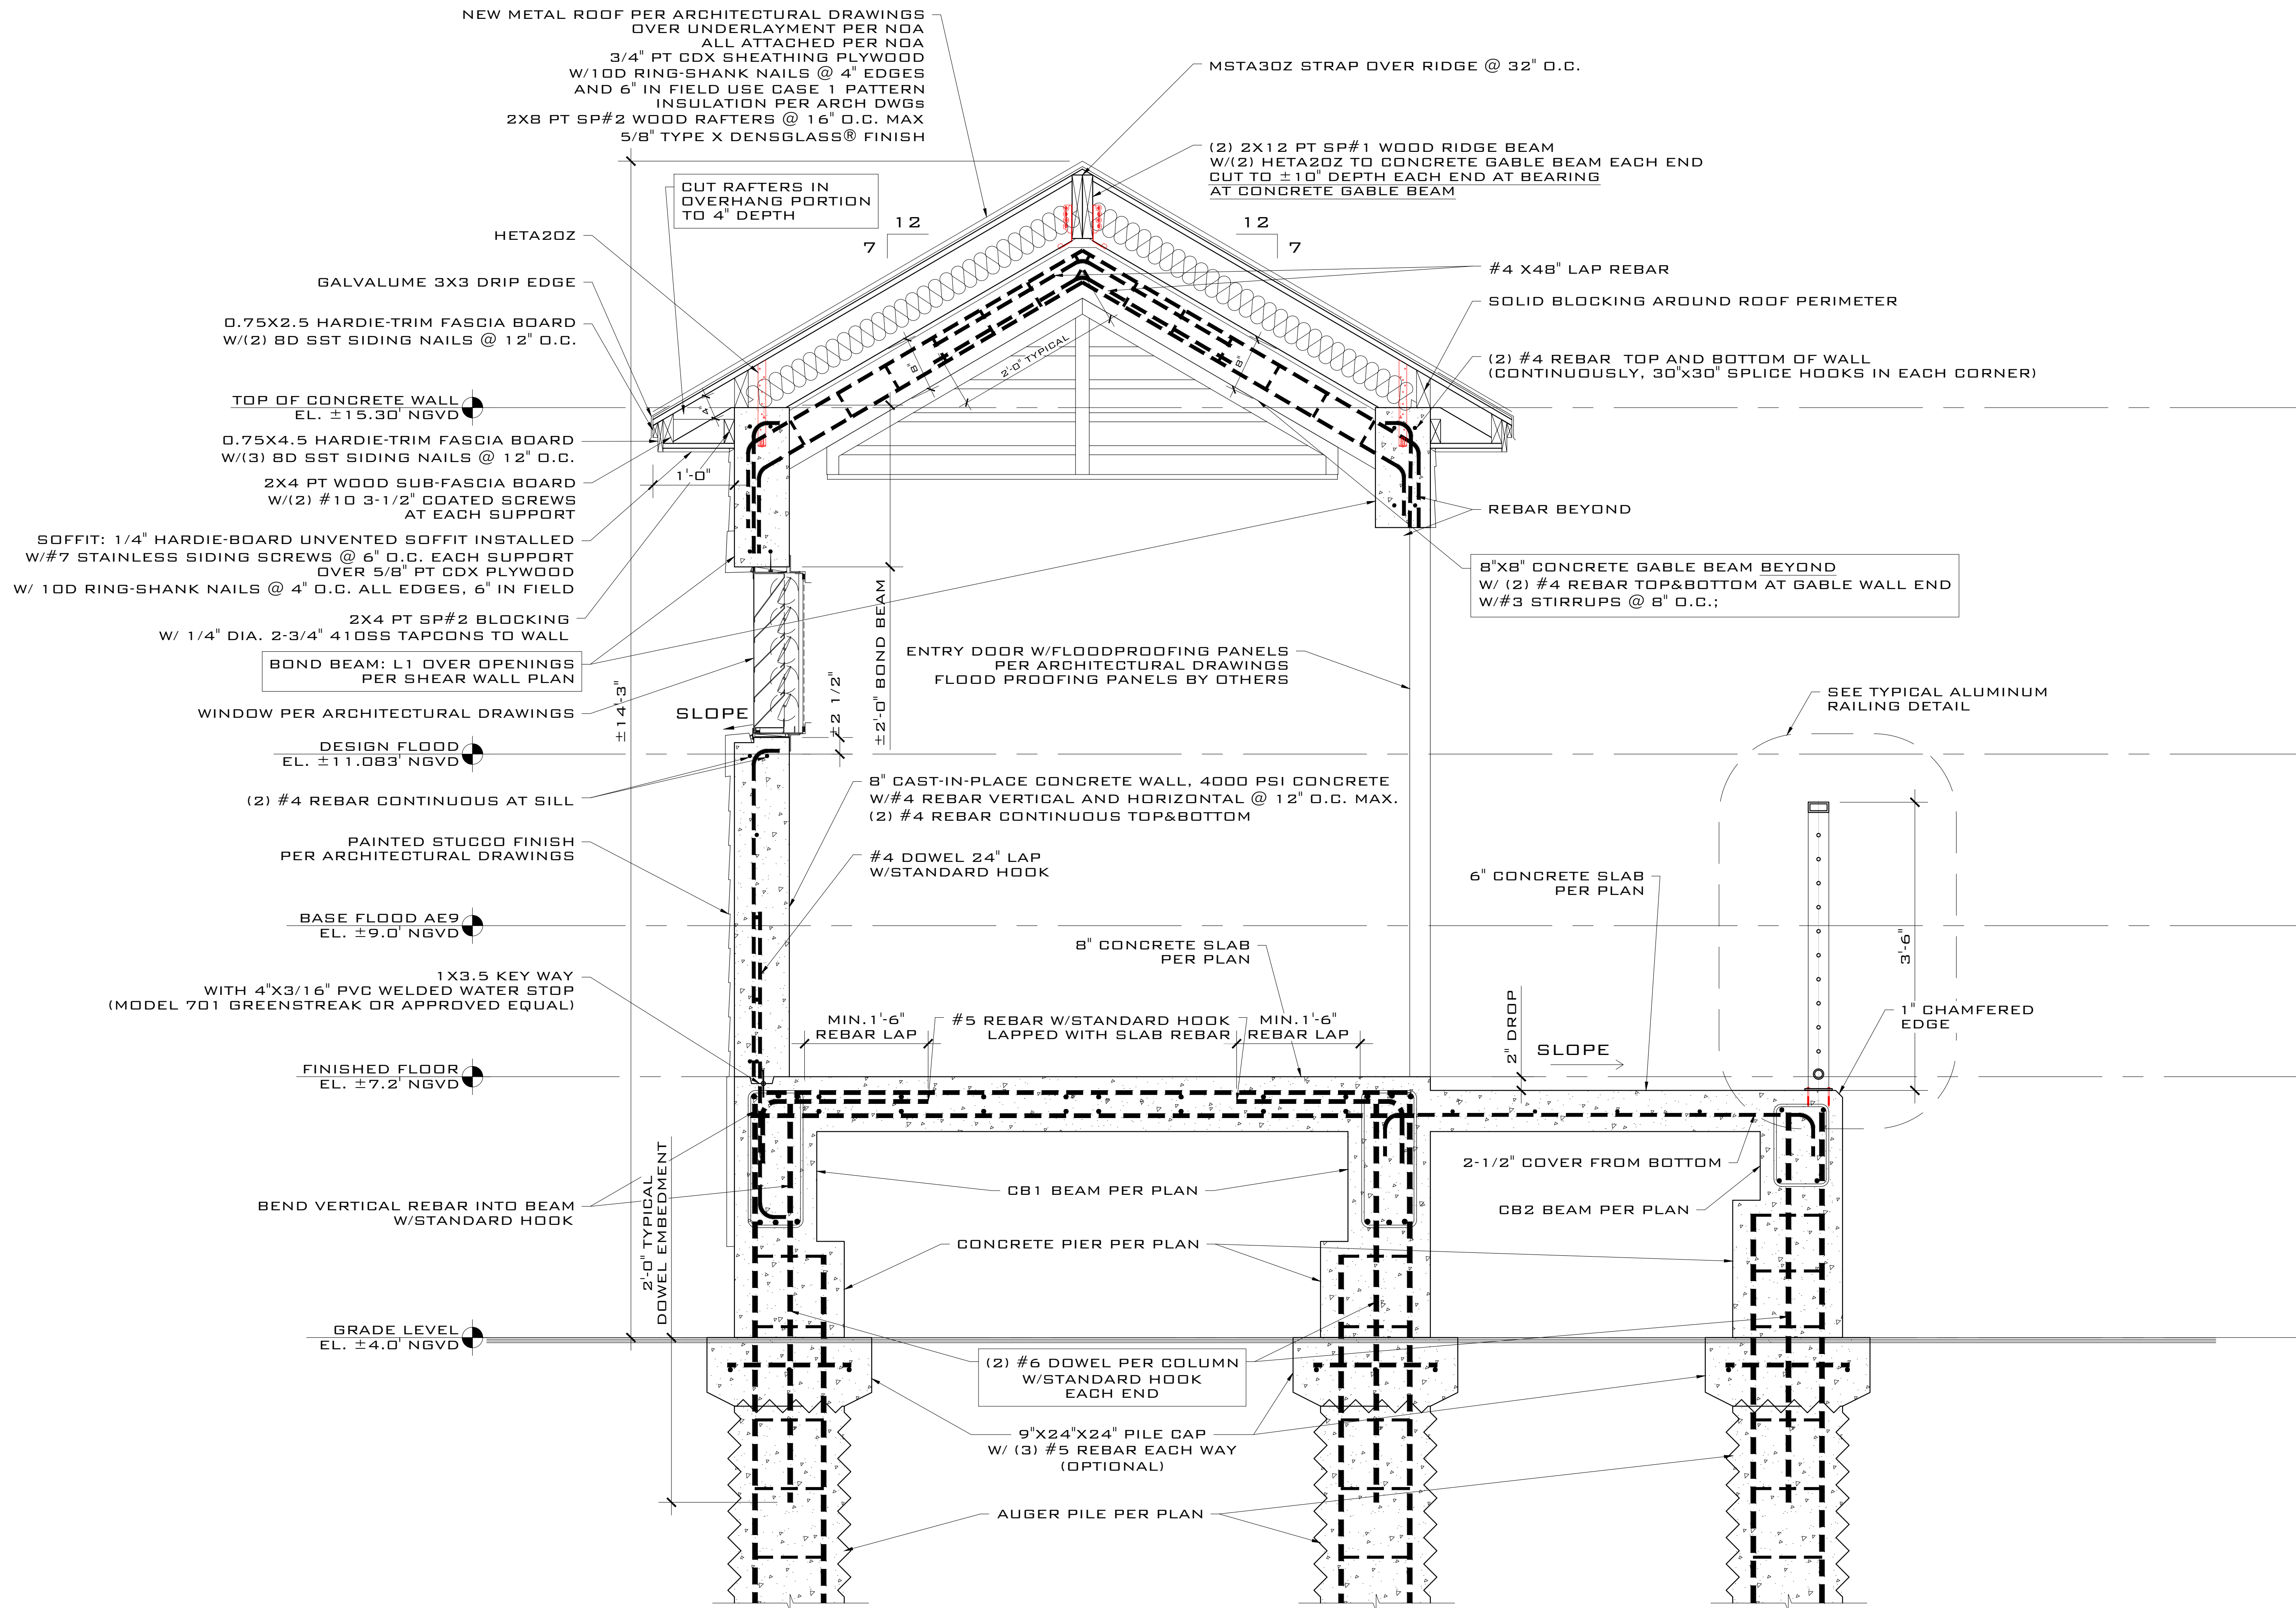 NEW METAL ROOF PER ARCHITECTURAL DRAWINGS
OVER UNDERLAYMENT PER NOA
ALL ATTACHED PER NOA
3/4" PT CDX SHEATHING PLYWOOD
W/10D RING-SHANK NAILS @ 4" EDGES
AND 6" IN FIELD USE CASE 1 PATTERN
INSULATION PER ARCH DWGs
2X8 PT SP#2 WOOD RAFTERS @ 16" O.C. MAX
5/8" TYPE X DENSGLASS® FINISH
MSTA30Z STRAP OVER RIDGE @ 32" O.C.
(2) 2X12 PT SP#1 WOOD RIDGE BEAM
W/(2) HETA20Z TO CONCRETE GABLE BEAM EACH END
CUT TO ±10" DEPTH EACH END AT BEARING
AT CONCRETE GABLE BEAM
CUT RAFTERS IN
OVERHANG PORTION
TO 4" DEPTH
12
7
12
7
HETA20Z
GALVALUME 3X3 DRIP EDGE
0.75X2.5 HARDIE-TRIM FASCIA BOARD
W/(2) 8D SST SIDING NAILS @ 12" O.C.
TOP OF CONCRETE WALL
EL. ±15.30' NGVD
0.75X4.5 HARDIE-TRIM FASCIA BOARD
W/(3) 8D SST SIDING NAILS @ 12" O.C.
2X4 PT WOOD SUB-FASCIA BOARD
W/(2) #10 3-1/2" COATED SCREWS
AT EACH SUPPORT
SOFFIT: 1/4" HARDIE-BOARD UNVENTED SOFFIT INSTALLED
W/#7 STAINLESS SIDING SCREWS @ 6" O.C. EACH SUPPORT
OVER 5/8" PT CDX PLYWOOD
W/ 10D RING-SHANK NAILS @ 4" O.C. ALL EDGES, 6" IN FIELD
2X4 PT SP#2 BLOCKING
W/ 1/4" DIA. 2-3/4" 410SS TAPCONS TO WALL
BOND BEAM: L1 OVER OPENINGS
PER SHEAR WALL PLAN
WINDOW PER ARCHITECTURAL DRAWINGS
DESIGN FLOOD
EL. ±11.083' NGVD
(2) #4 REBAR CONTINUOUS AT SILL
PAINTED STUCCO FINISH
PER ARCHITECTURAL DRAWINGS
BASE FLOOD AE9
EL. ±9.0' NGVD
1X3.5 KEY WAY
WITH 4"X3/16" PVC WELDED WATER STOP
(MODEL 701 GREENSTREAK OR APPROVED EQUAL)
FINISHED FLOOR
EL. ±7.2' NGVD
BEND VERTICAL REBAR INTO BEAM
W/STANDARD HOOK
GRADE LEVEL
EL. ±4.0' NGVD
4"
1'-0"
±14'-3"
SLOPE
±2 1/2"
±2'-0" BOND BEAM
8"
2'-0" TYPICAL
8"
#4 X48" LAP REBAR
SOLID BLOCKING AROUND ROOF PERIMETER
(2) #4 REBAR TOP AND BOTTOM OF WALL
(CONTINUOUSLY, 30"x30" SPLICE HOOKS IN EACH CORNER)
REBAR BEYOND
8"X8" CONCRETE GABLE BEAM BEYOND
W/ (2) #4 REBAR TOP&BOTTOM AT GABLE WALL END
W/#3 STIRRUPS @ 8" O.C.;
ENTRY DOOR W/FLOODPROOFING PANELS
PER ARCHITECTURAL DRAWINGS
FLOOD PROOFING PANELS BY OTHERS
SEE TYPICAL ALUMINUM
RAILING DETAIL
8" CAST-IN-PLACE CONCRETE WALL, 4000 PSI CONCRETE
W/#4 REBAR VERTICAL AND HORIZONTAL @ 12" O.C. MAX.
(2) #4 REBAR CONTINUOUS TOP&BOTTOM
#4 DOWEL 24" LAP
W/STANDARD HOOK
6" CONCRETE SLAB
PER PLAN
8" CONCRETE SLAB
PER PLAN
3'-6"
1" CHAMFERED
EDGE
MIN.1'-6"
REBAR LAP
#5 REBAR W/STANDARD HOOK
LAPPED WITH SLAB REBAR
MIN.1'-6"
REBAR LAP
2" DROP
SLOPE
2-1/2" COVER FROM BOTTOM
CB1 BEAM PER PLAN
CB2 BEAM PER PLAN
2'-0" TYPICAL
DOWEL EMBEDMENT
CONCRETE PIER PER PLAN
(2) #6 DOWEL PER COLUMN
W/STANDARD HOOK
EACH END
9"X24"X24" PILE CAP
W/ (3) #5 REBAR EACH WAY
(OPTIONAL)
AUGER PILE PER PLAN